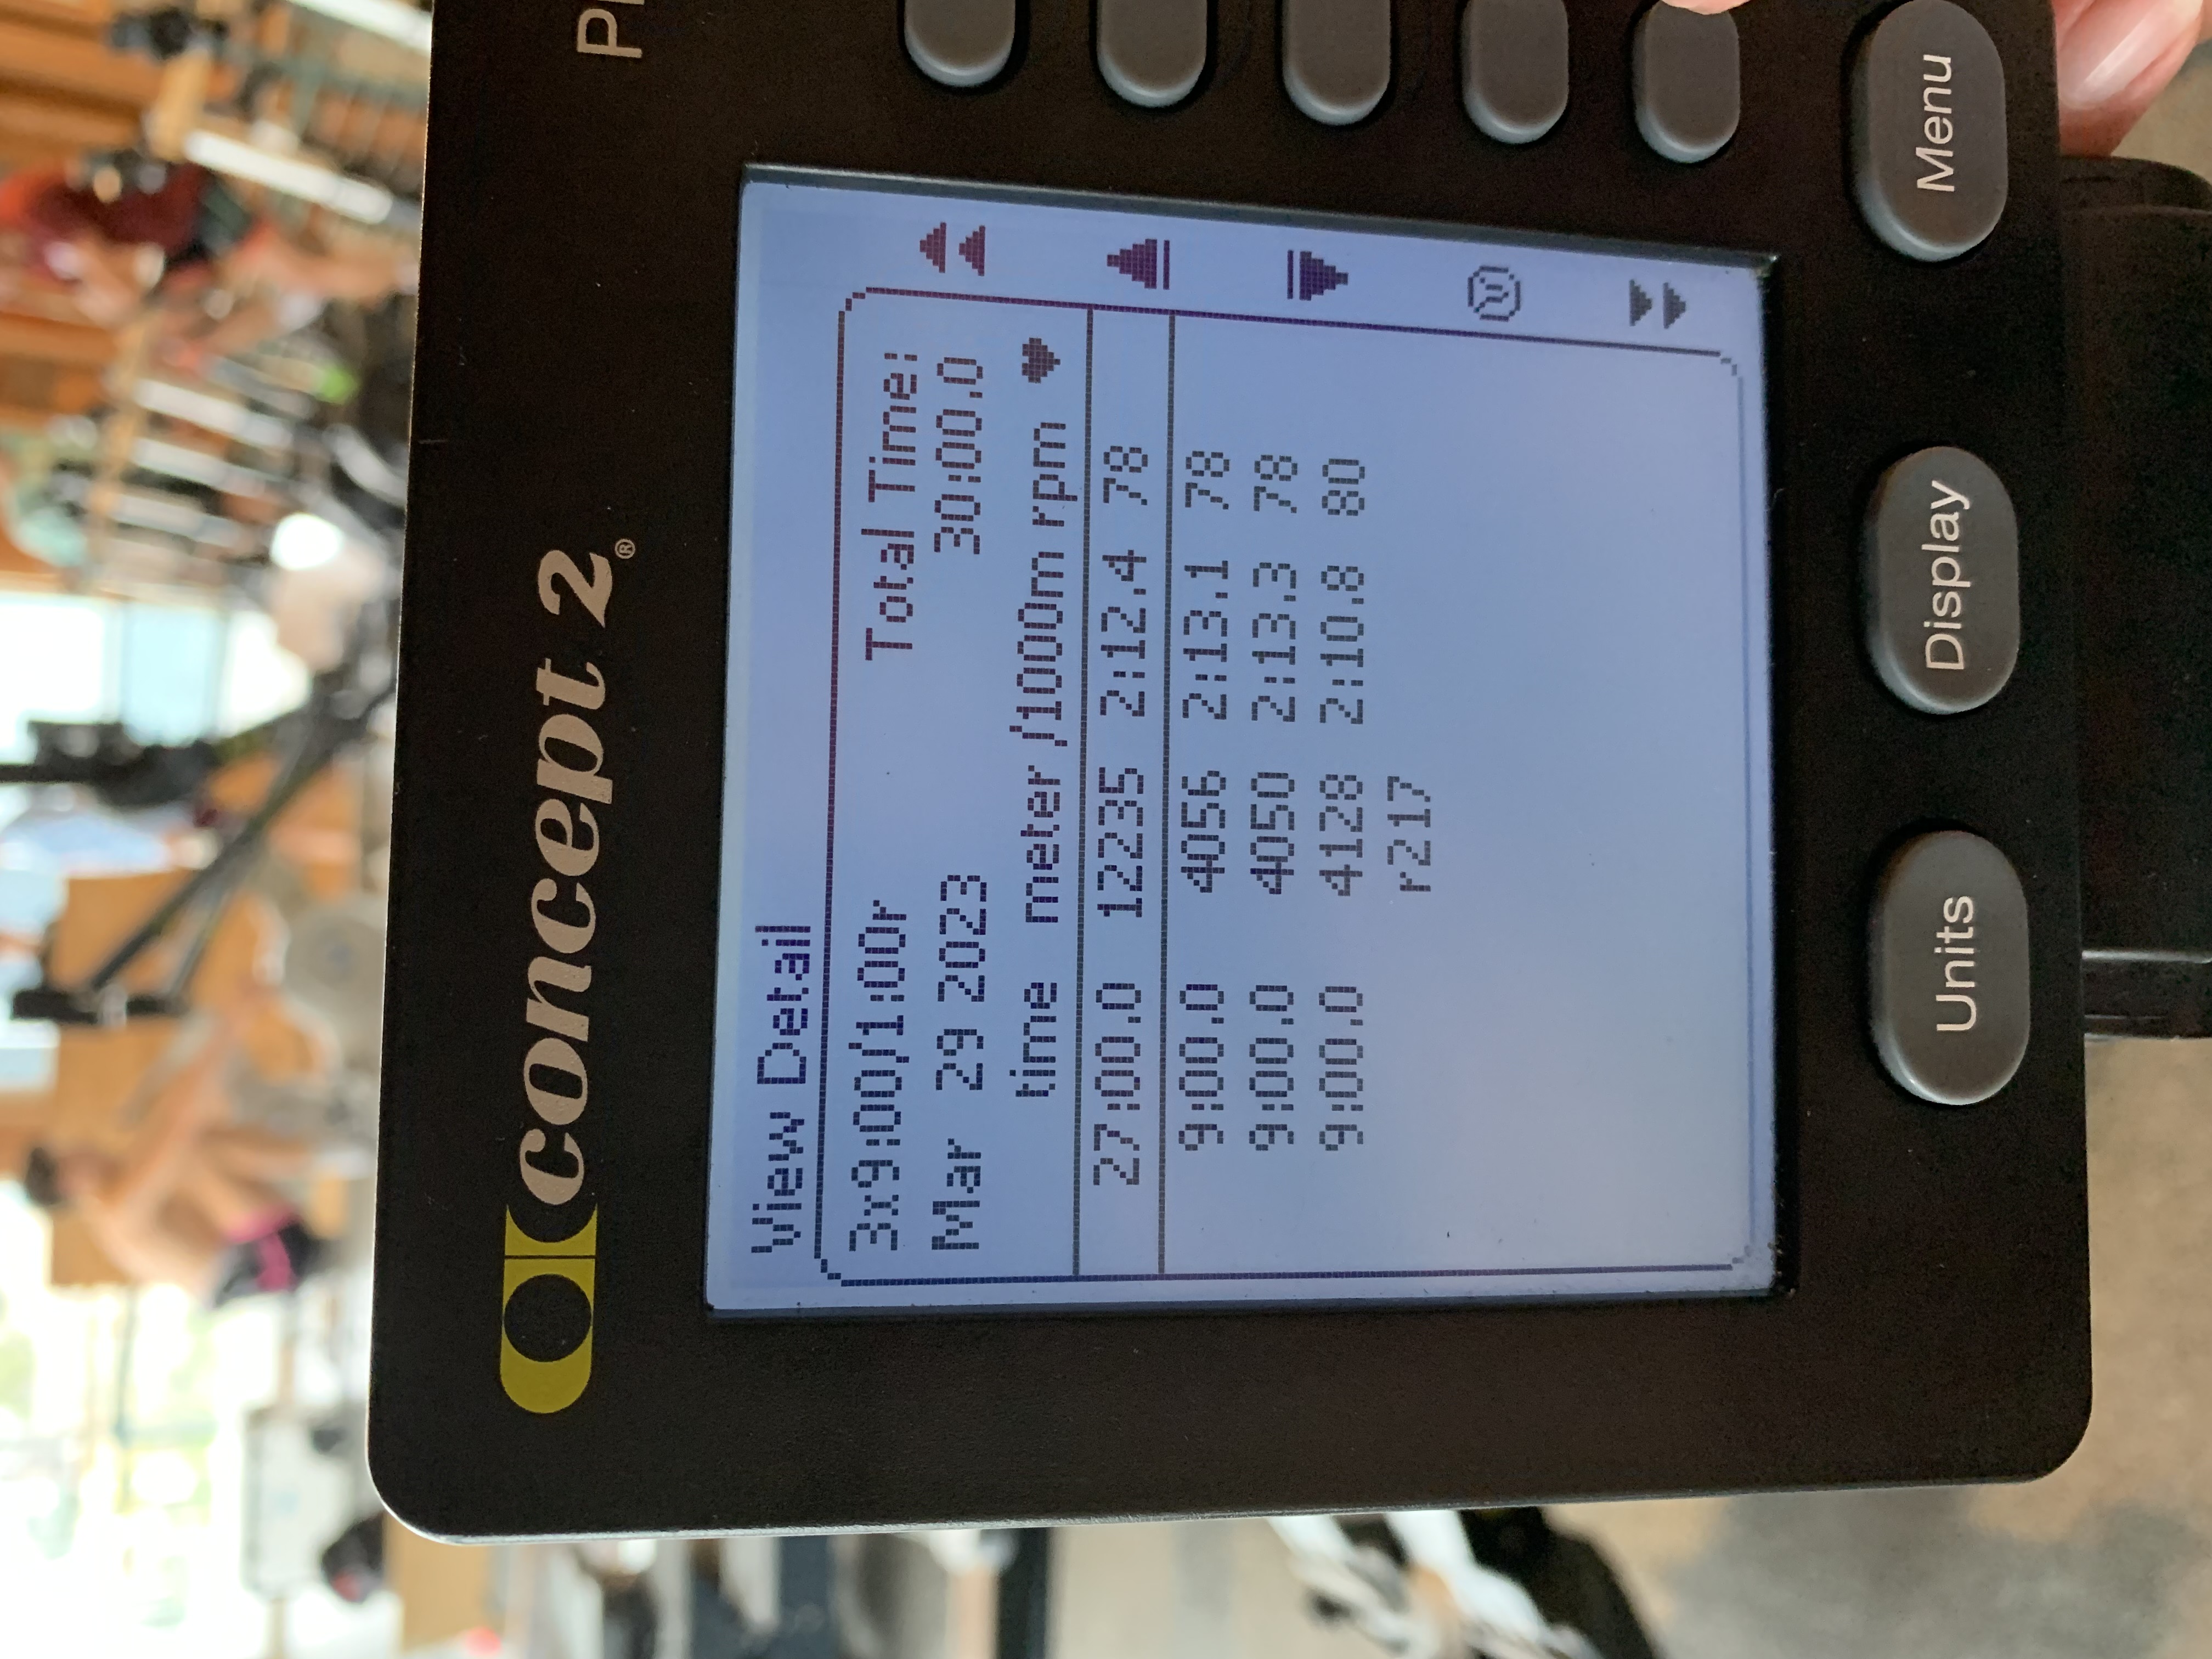 concept 2®
View Detail
3x9:00/1:00r Total Time:
Mar 29 2023 30:00.0
time meter /1000m rpm
27:00.0 12235 2:12.4 78
9:00.0 4056 2:13.1 78
9:00.0 4050 2:13.3 78
9:00.0 4128 2:10.8 80
r217
Units Display Menu